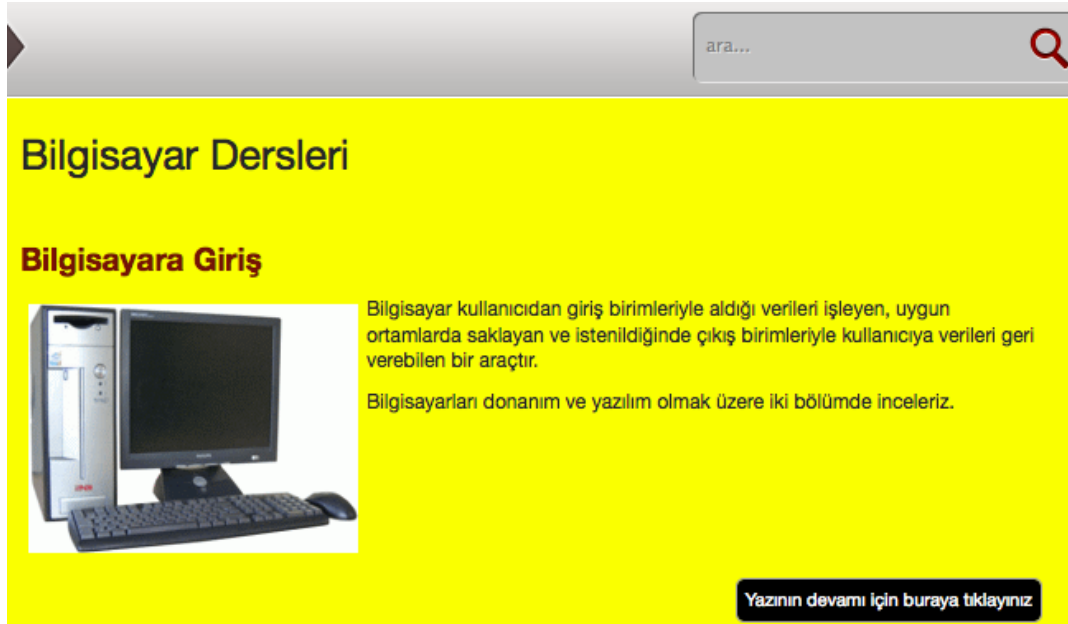 ara...
Bilgisayar Dersleri
Bilgisayara Giriş
Bilgisayar kullanıcıdan giriş birimleriyle aldığı verileri işleyen, uygun
ortamlarda saklayan ve istenildiğinde çıkış birimleriyle kullanıcıya verileri geri
verebilen bir araçtır.
Bilgisayarları donanım ve yazılım olmak üzere iki bölümde inceleriz.
Yazının devamı için buraya tıklayınız